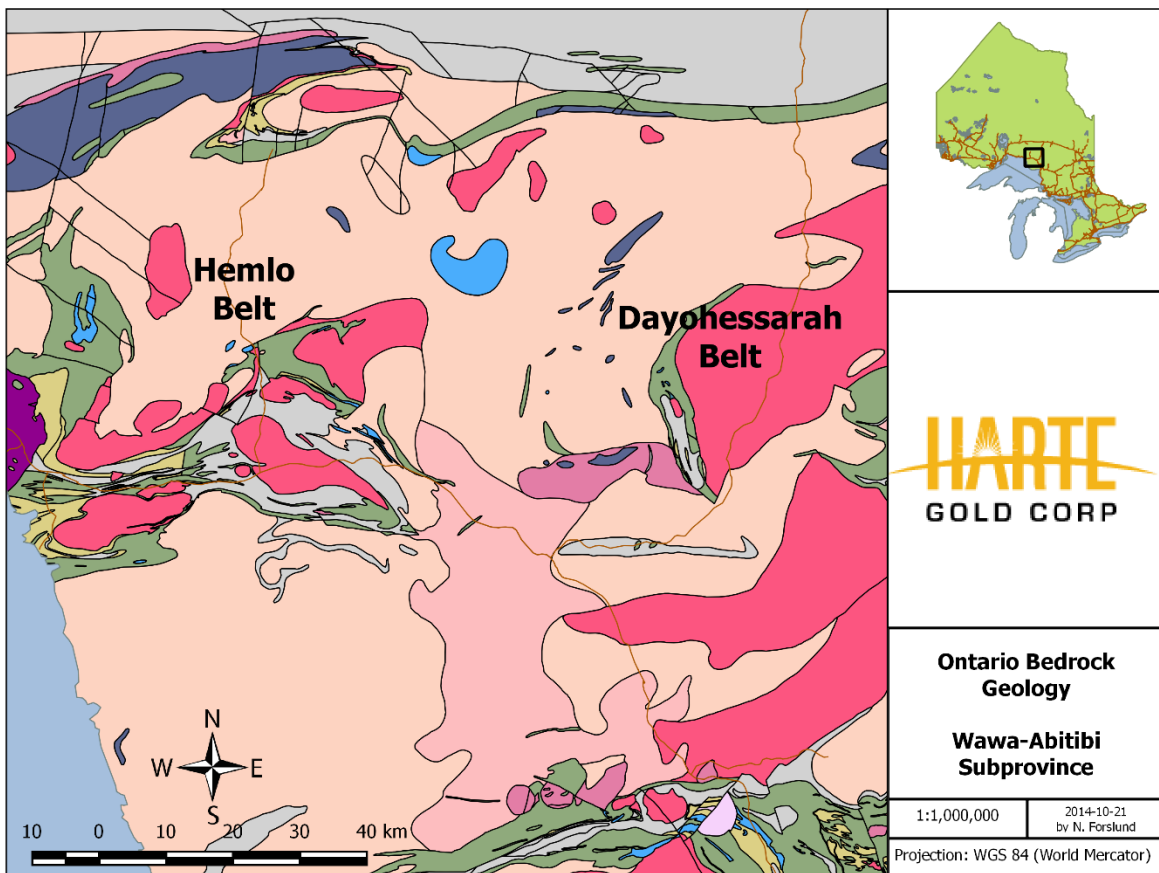 Hemlo
Belt
Dayohessarah
Belt
N
W E
S
10 0 10 20 30 40 km
HARTE
GOLD CORP
Ontario Bedrock
Geology
Wawa-Abitibi
Subprovince
1:1,000,000
2014-10-21
by N. Forslund
Projection: WGS 84 (World Mercator)